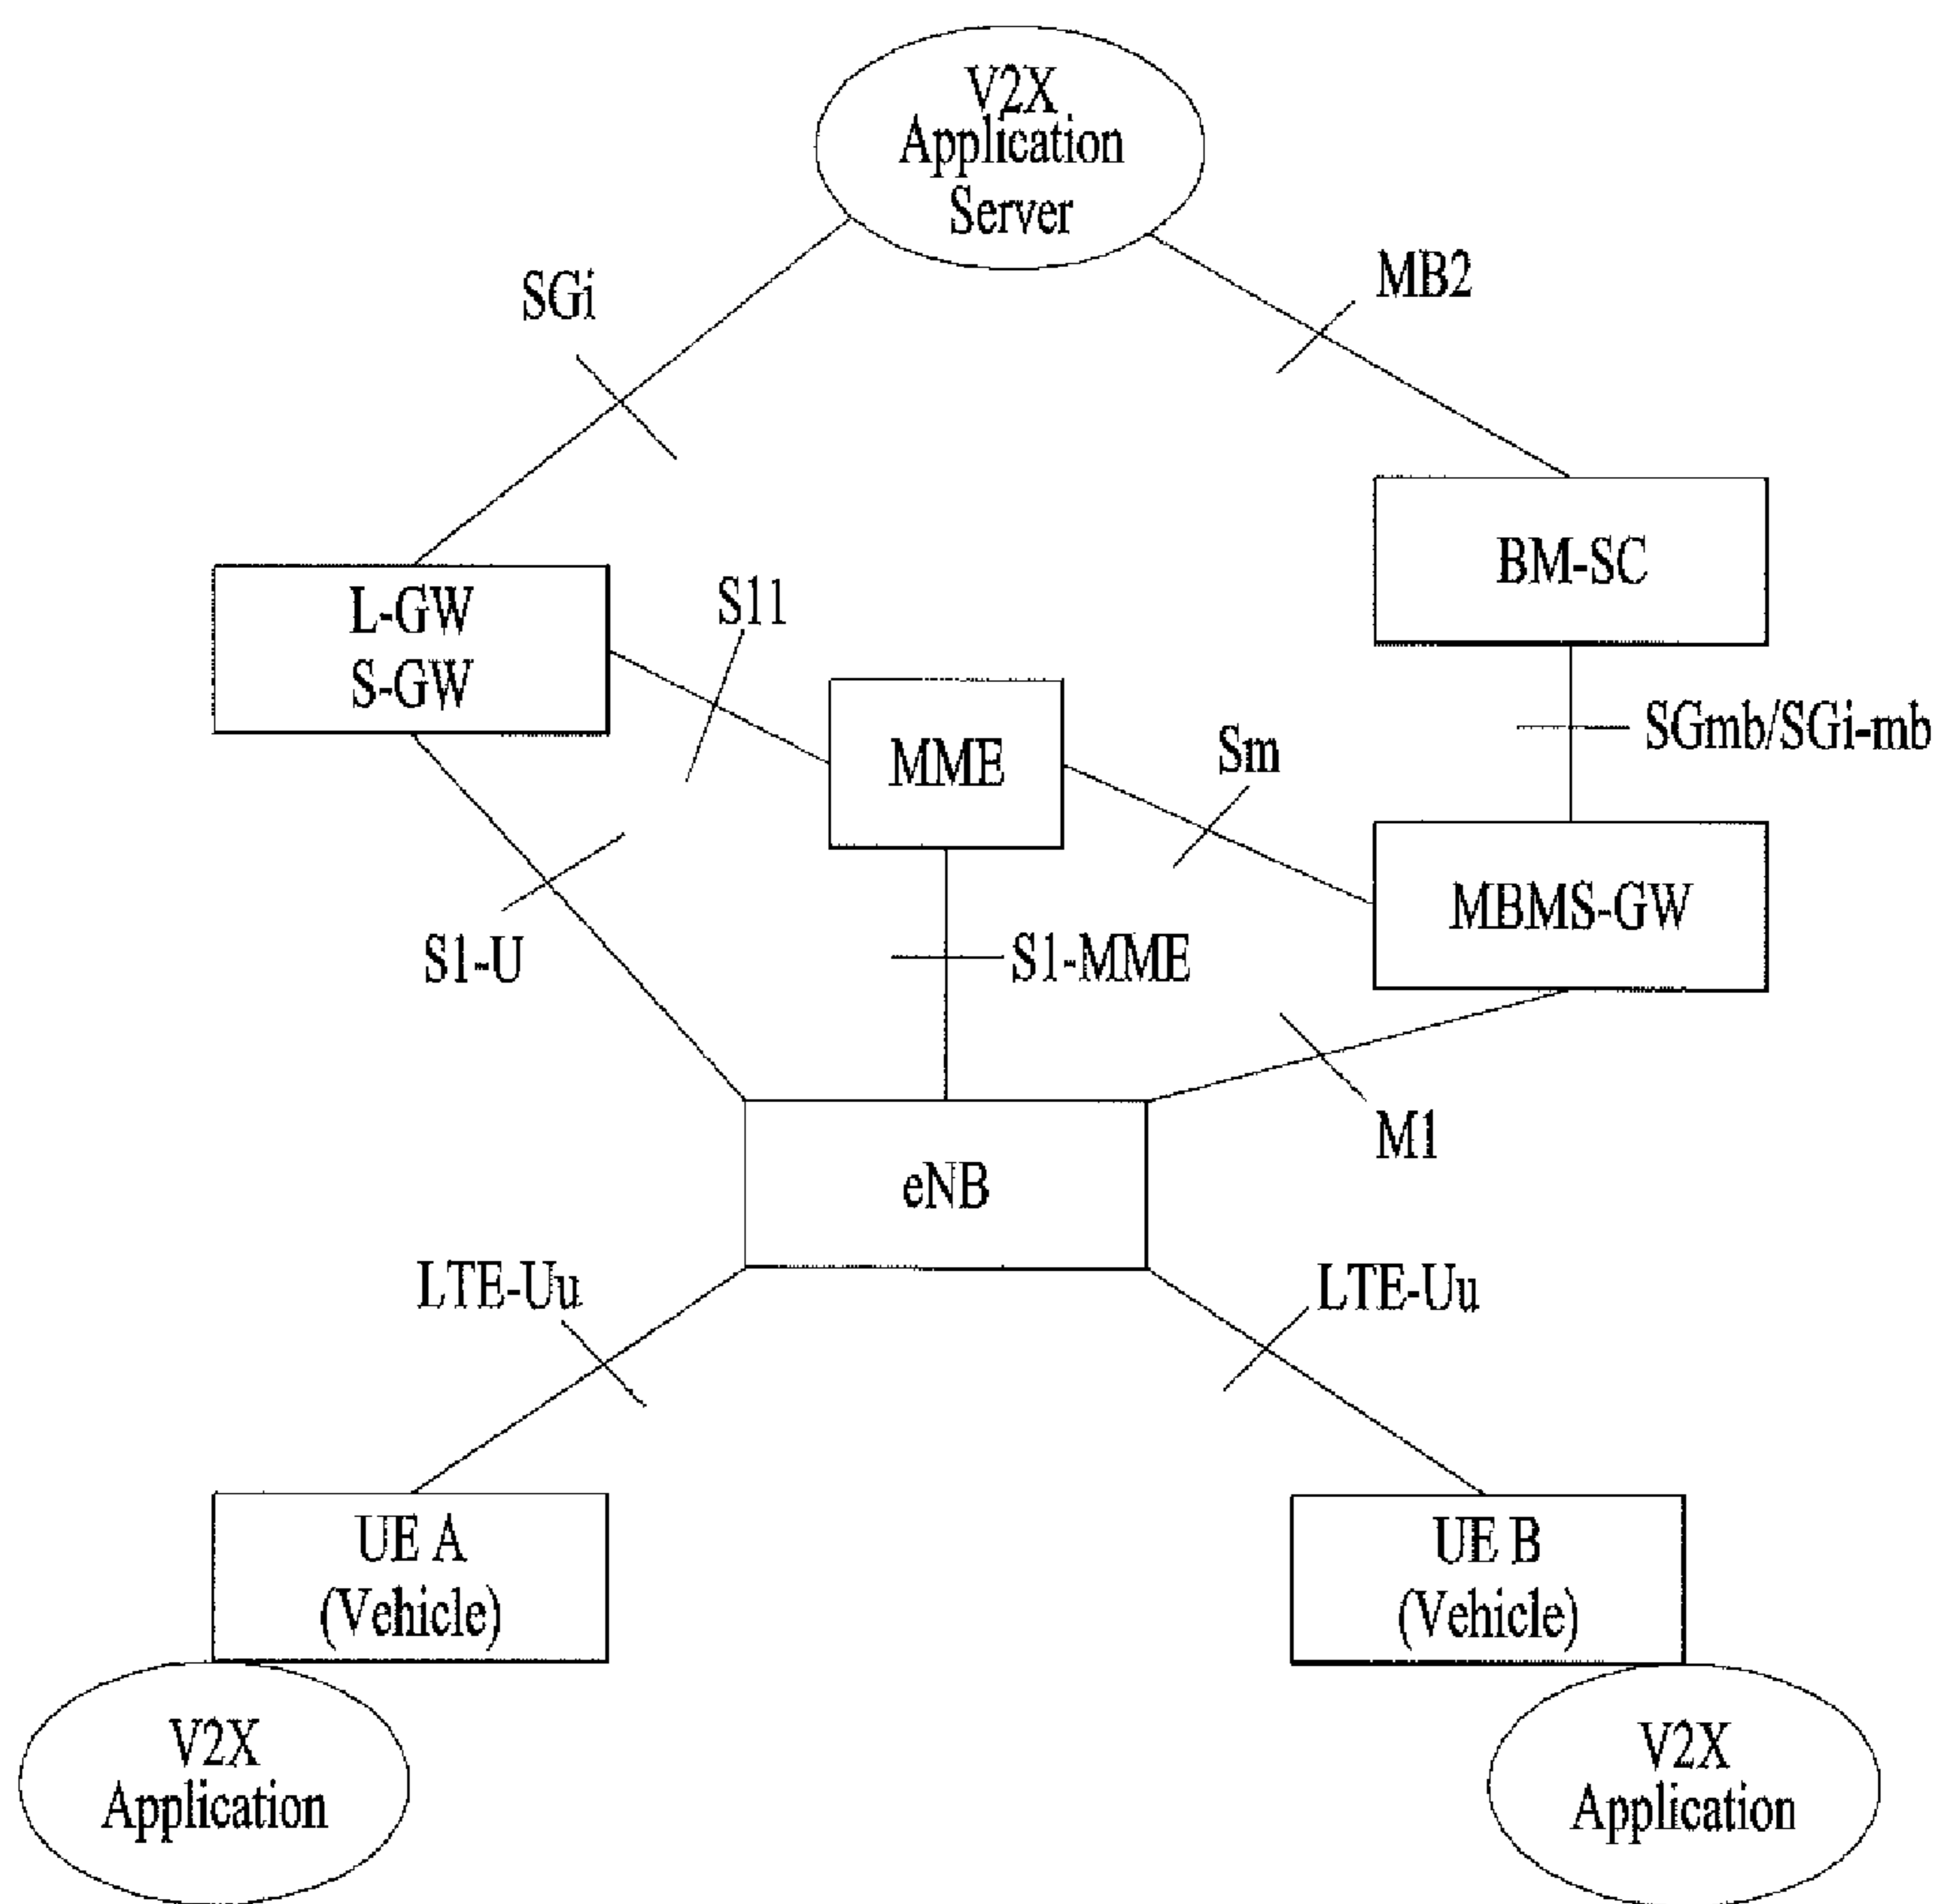 V2X
Application
Server
SGi
MB2
BM-SC
L-GW
S-GW
S11
MME
Sm
SGmb/SGi-mb
MBMS-GW
S1-U
S1-MME
M1
eNB
LTE-Uu
LTE-Uu
UE A
(Vehicle)
UE B
(Vehicle)
V2X
Application
V2X
Application